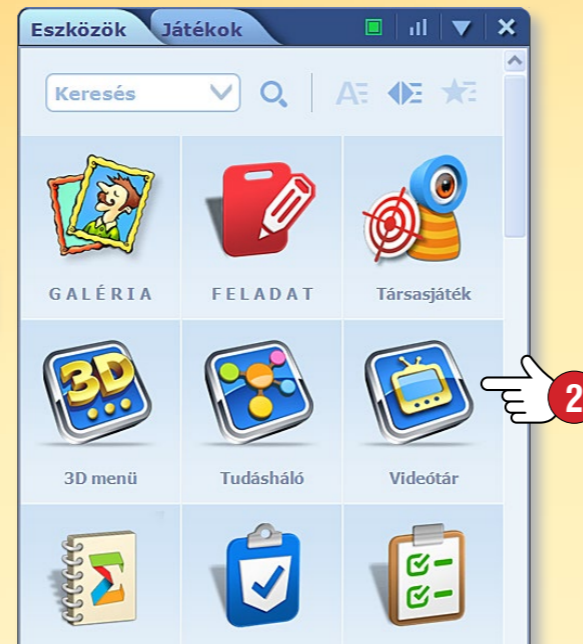 Eszközök Játékok
Keresés
GALÉRIA FELADAT Társasjáték
3D
3D menü Tudásháló Videótár
2
Σ